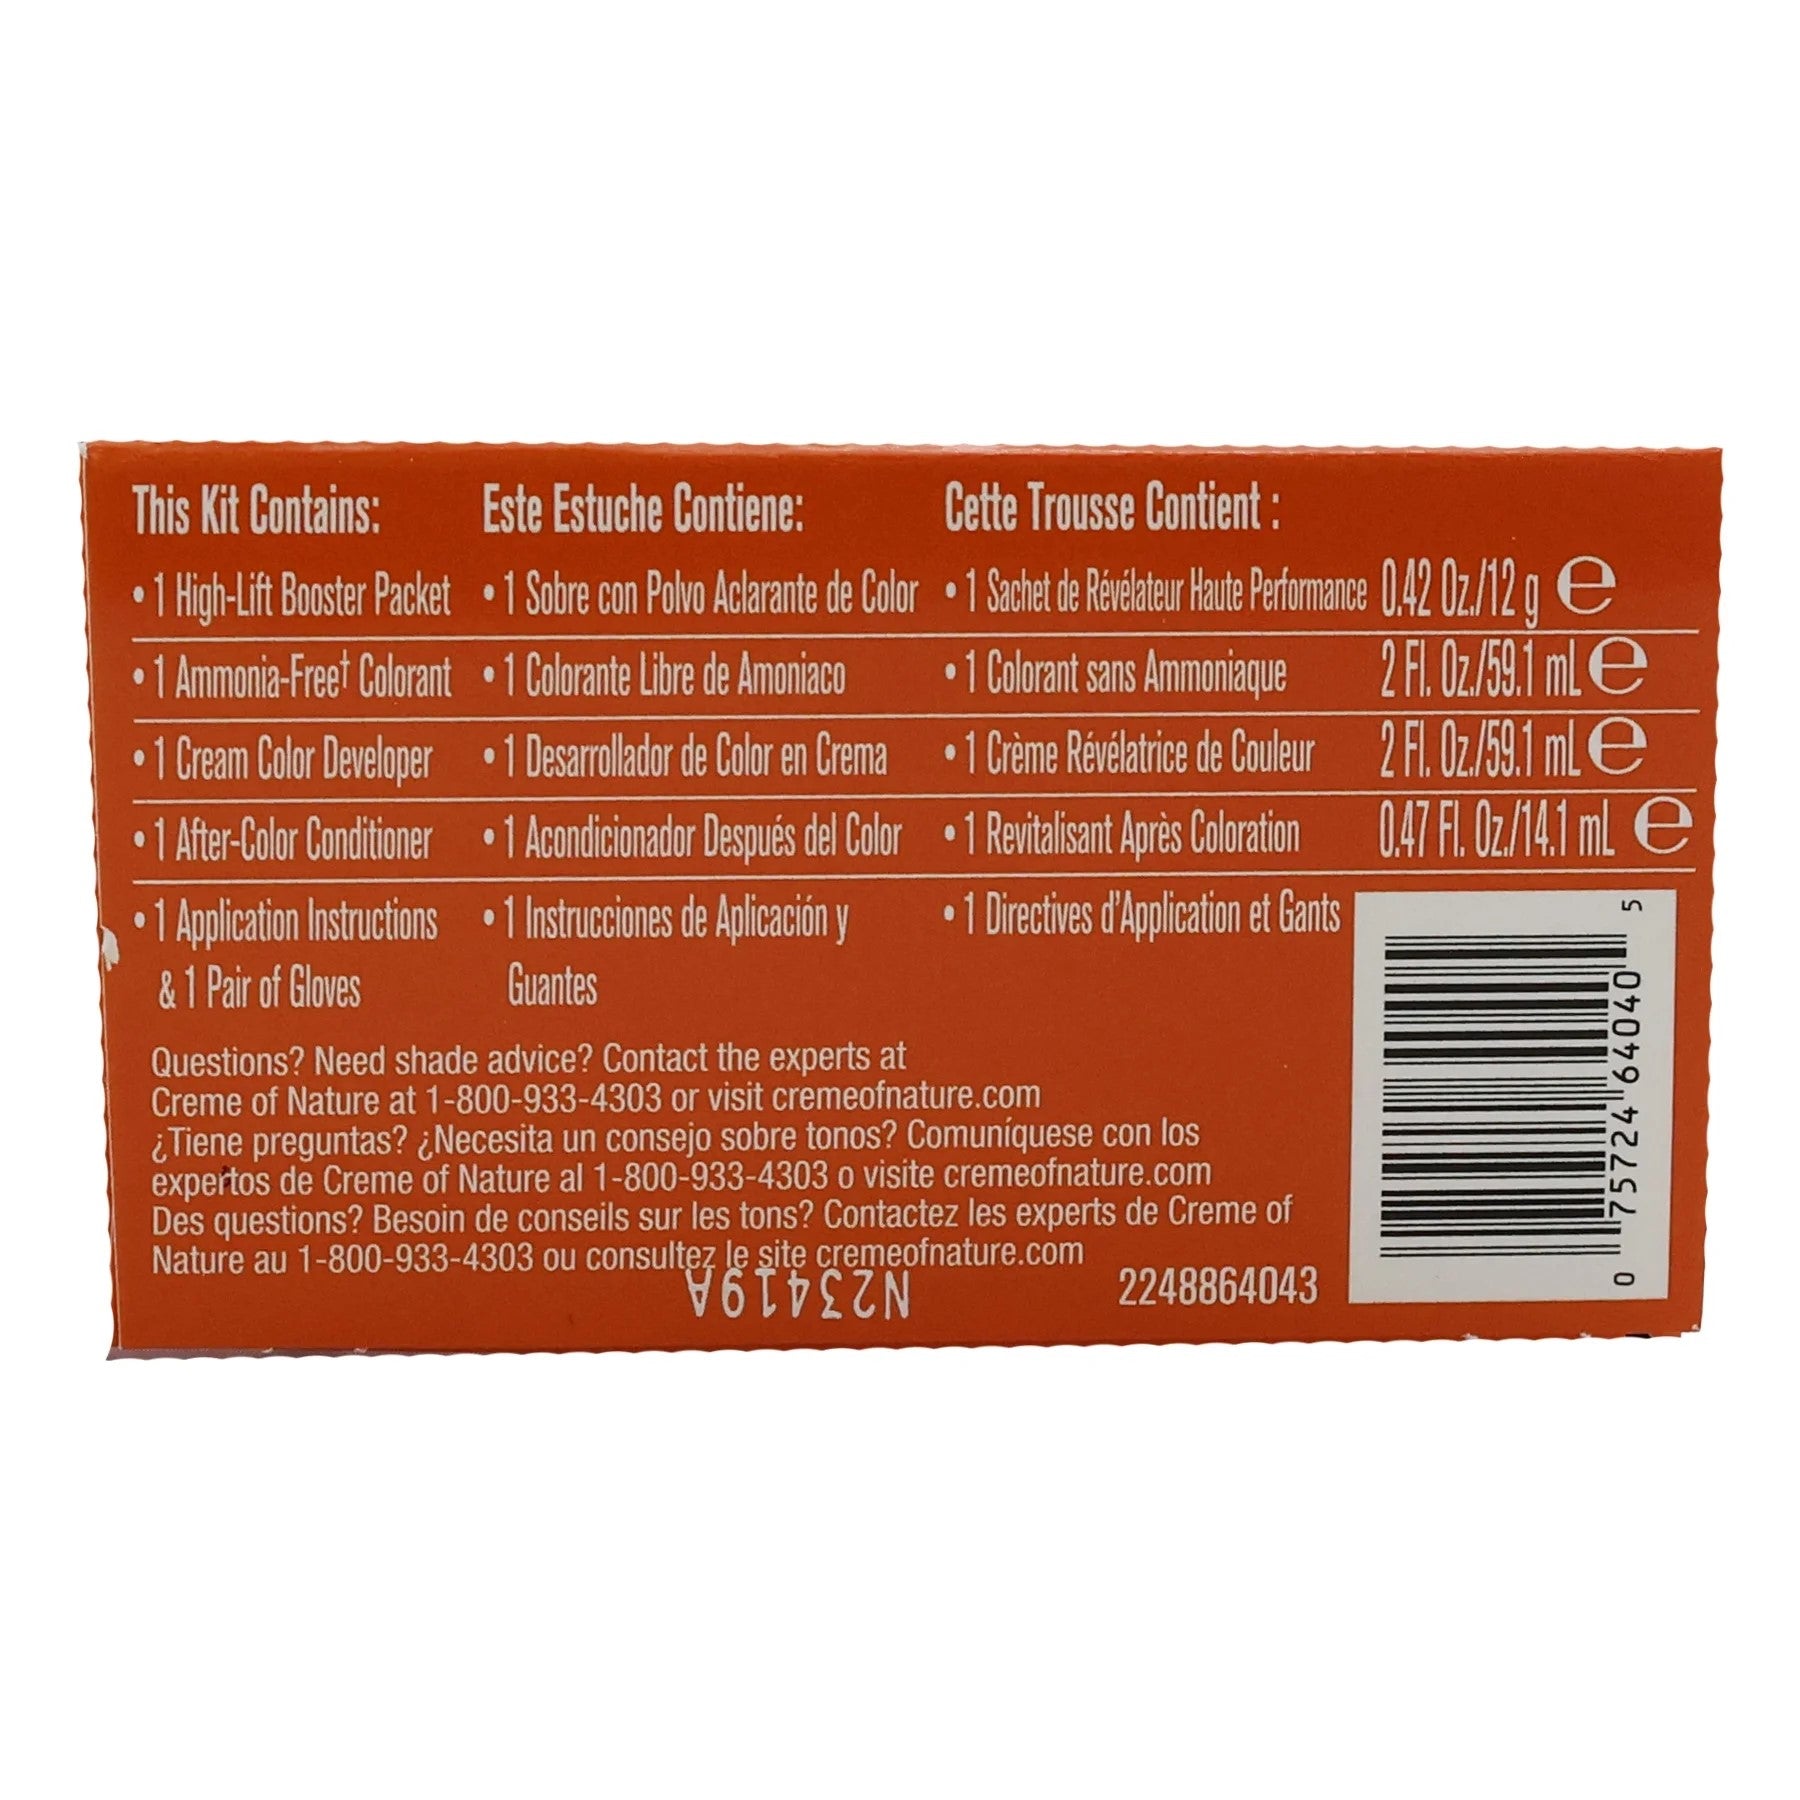 This Kit Contains: Este Estuche Contiene: Cette Trousse Contient :
• 1 High-Lift Booster Packet • 1 Sobre con Polvo Aclarante de Color • 1 Sachet de Révélateur Haute Performance 0.42 Oz./12 g ℮
• 1 Ammonia-Free† Colorant • 1 Colorante Libre de Amoniaco • 1 Colorant sans Ammoniaque 2 Fl. Oz./59.1 mL ℮
• 1 Cream Color Developer • 1 Desarrollador de Color en Crema • 1 Crème Révélatrice de Couleur 2 Fl. Oz./59.1 mL ℮
• 1 After-Color Conditioner • 1 Acondicionador Después del Color • 1 Revitalisant Après Coloration 0.47 Fl. Oz./14.1 mL ℮
• 1 Application Instructions • 1 Instrucciones de Aplicación y • 1 Directives d'Application et Gants
& 1 Pair of Gloves Guantes
Questions? Need shade advice? Contact the experts at
Creme of Nature at 1-800-933-4303 or visit cremeofnature.com
¿Tiene preguntas? ¿Necesita un consejo sobre tonos? Comuníquese con los
expertos de Creme of Nature al 1-800-933-4303 o visite cremeofnature.com
Des questions? Besoin de conseils sur les tons? Contactez les experts de Creme of
Nature au 1-800-933-4303 ou consultez le site cremeofnature.com
N23419A
2248864043
0 75724 64040 5